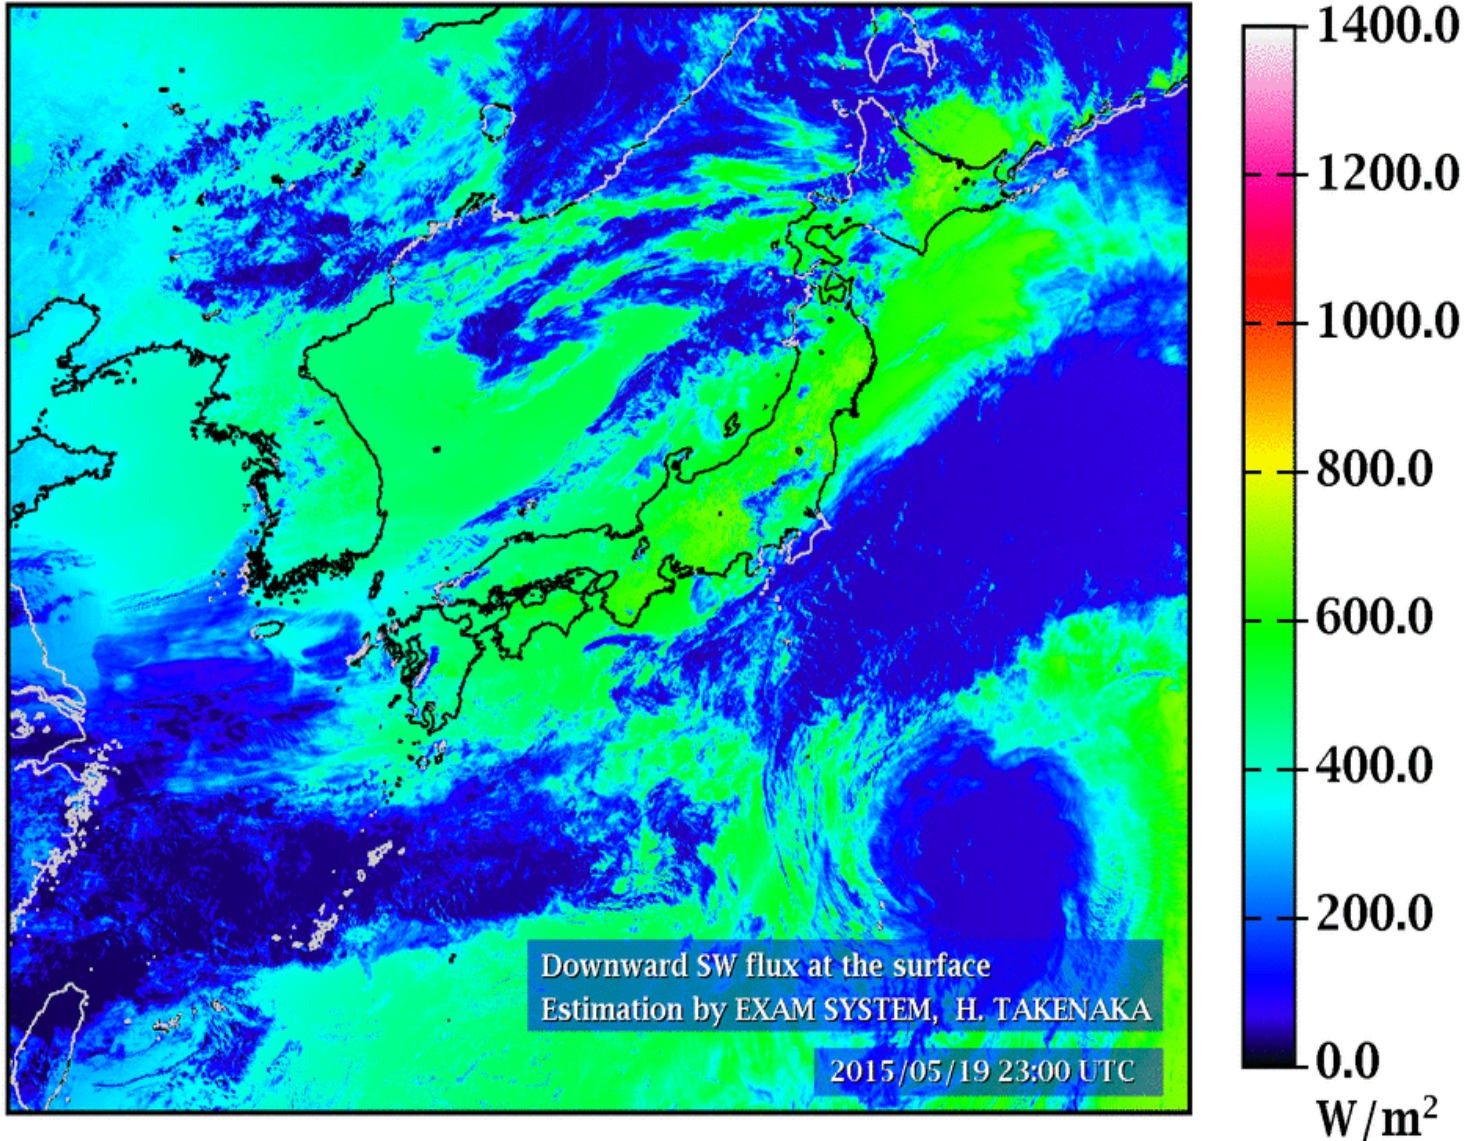 1400.0
1200.0
1000.0
800.0
600.0
400.0
200.0
0.0
W/m²
Downward SW flux at the surface
Estimation by EXAM SYSTEM, H. TAKENAKA
2015/05/19 23:00 UTC